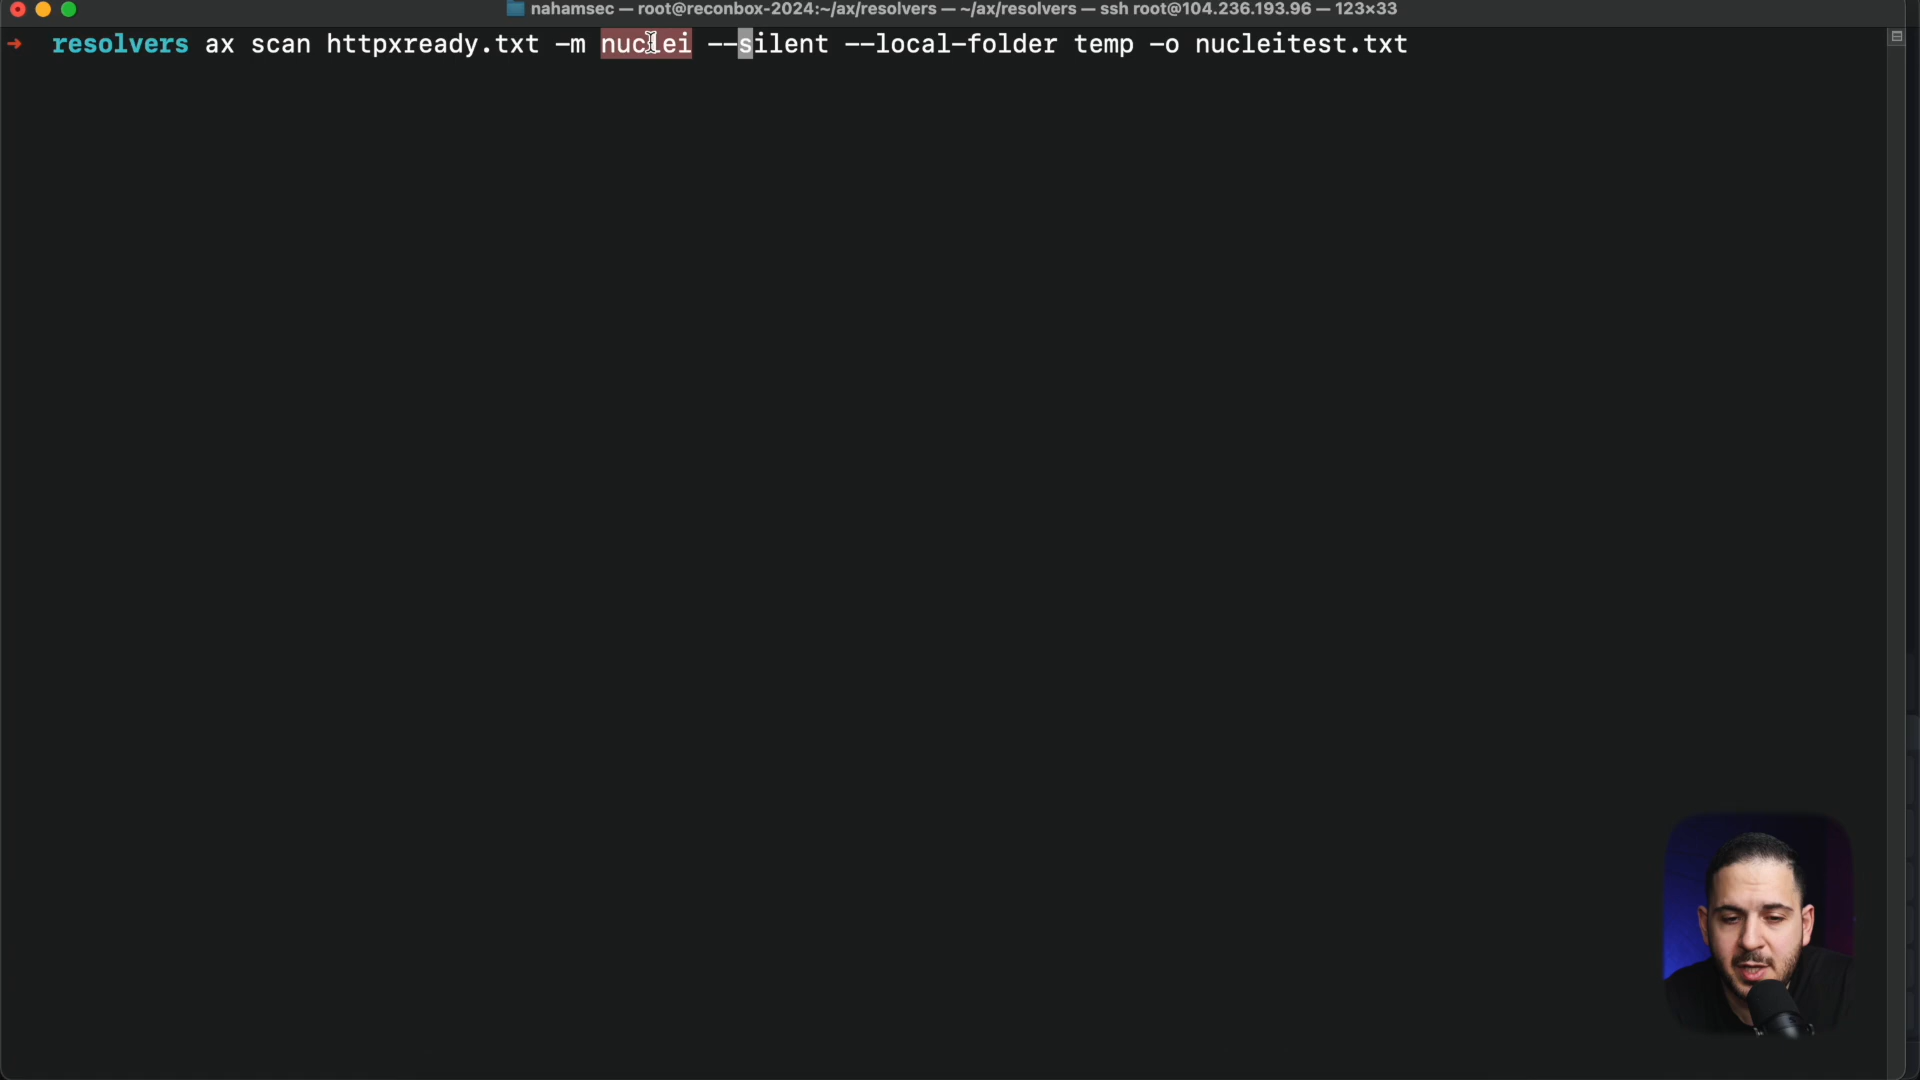 nahamsec — root@reconbox-2024:~/ax/resolvers — ~/ax/resolvers — ssh root@104.236.193.96 — 123×33
➜ resolvers ax scan httpxready.txt -m nuclei --silent --local-folder temp -o nucleitest.txt